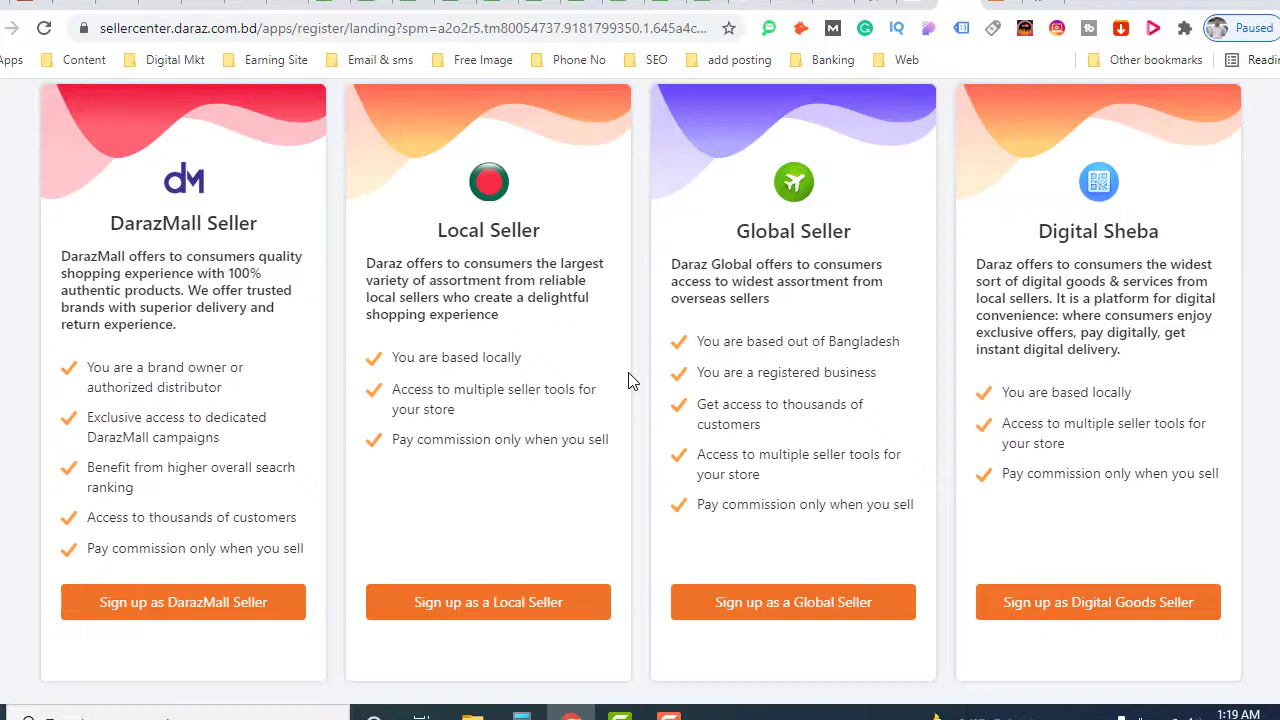 sellercenter.daraz.com.bd/apps/register/landing?spm=a2a2r5.tm80054737.9181799350.1.645a4c...
Paused
Apps
Content
Digital Mkt
Earning Site
Email & sms
Free Image
Phone No
SEO
add posting
Banking
Web
Other bookmarks
dM
DarazMall Seller
DarazMall offers to consumers quality
shopping experience with 100%
authentic products. We offer trusted
brands with superior delivery and
return experience.
You are a brand owner or
authorized distributor
Exclusive access to dedicated
DarazMall campaigns
Benefit from higher overall seacrh
ranking
Access to thousands of customers
Pay commission only when you sell
Sign up as DarazMall Seller
Local Seller
Daraz offers to consumers the largest
variety of assortment from reliable
local sellers who create a delightful
shopping experience
You are based locally
Access to multiple seller tools for
your store
Pay commission only when you sell
Sign up as a Local Seller
Global Seller
Daraz Global offers to consumers
access to widest assortment from
overseas sellers
You are based out of Bangladesh
You are a registered business
Get access to thousands of
customers
Access to multiple seller tools for
your store
Pay commission only when you sell
Sign up as a Global Seller
Digital Sheba
Daraz offers to consumers the widest
sort of digital goods & services from
local sellers. It is a platform for digital
convenience: where consumers enjoy
exclusive offers, pay digitally, get
instant digital delivery.
You are based locally
Access to multiple seller tools for
your store
Pay commission only when you sell
Sign up as Digital Goods Seller
1:19 AM